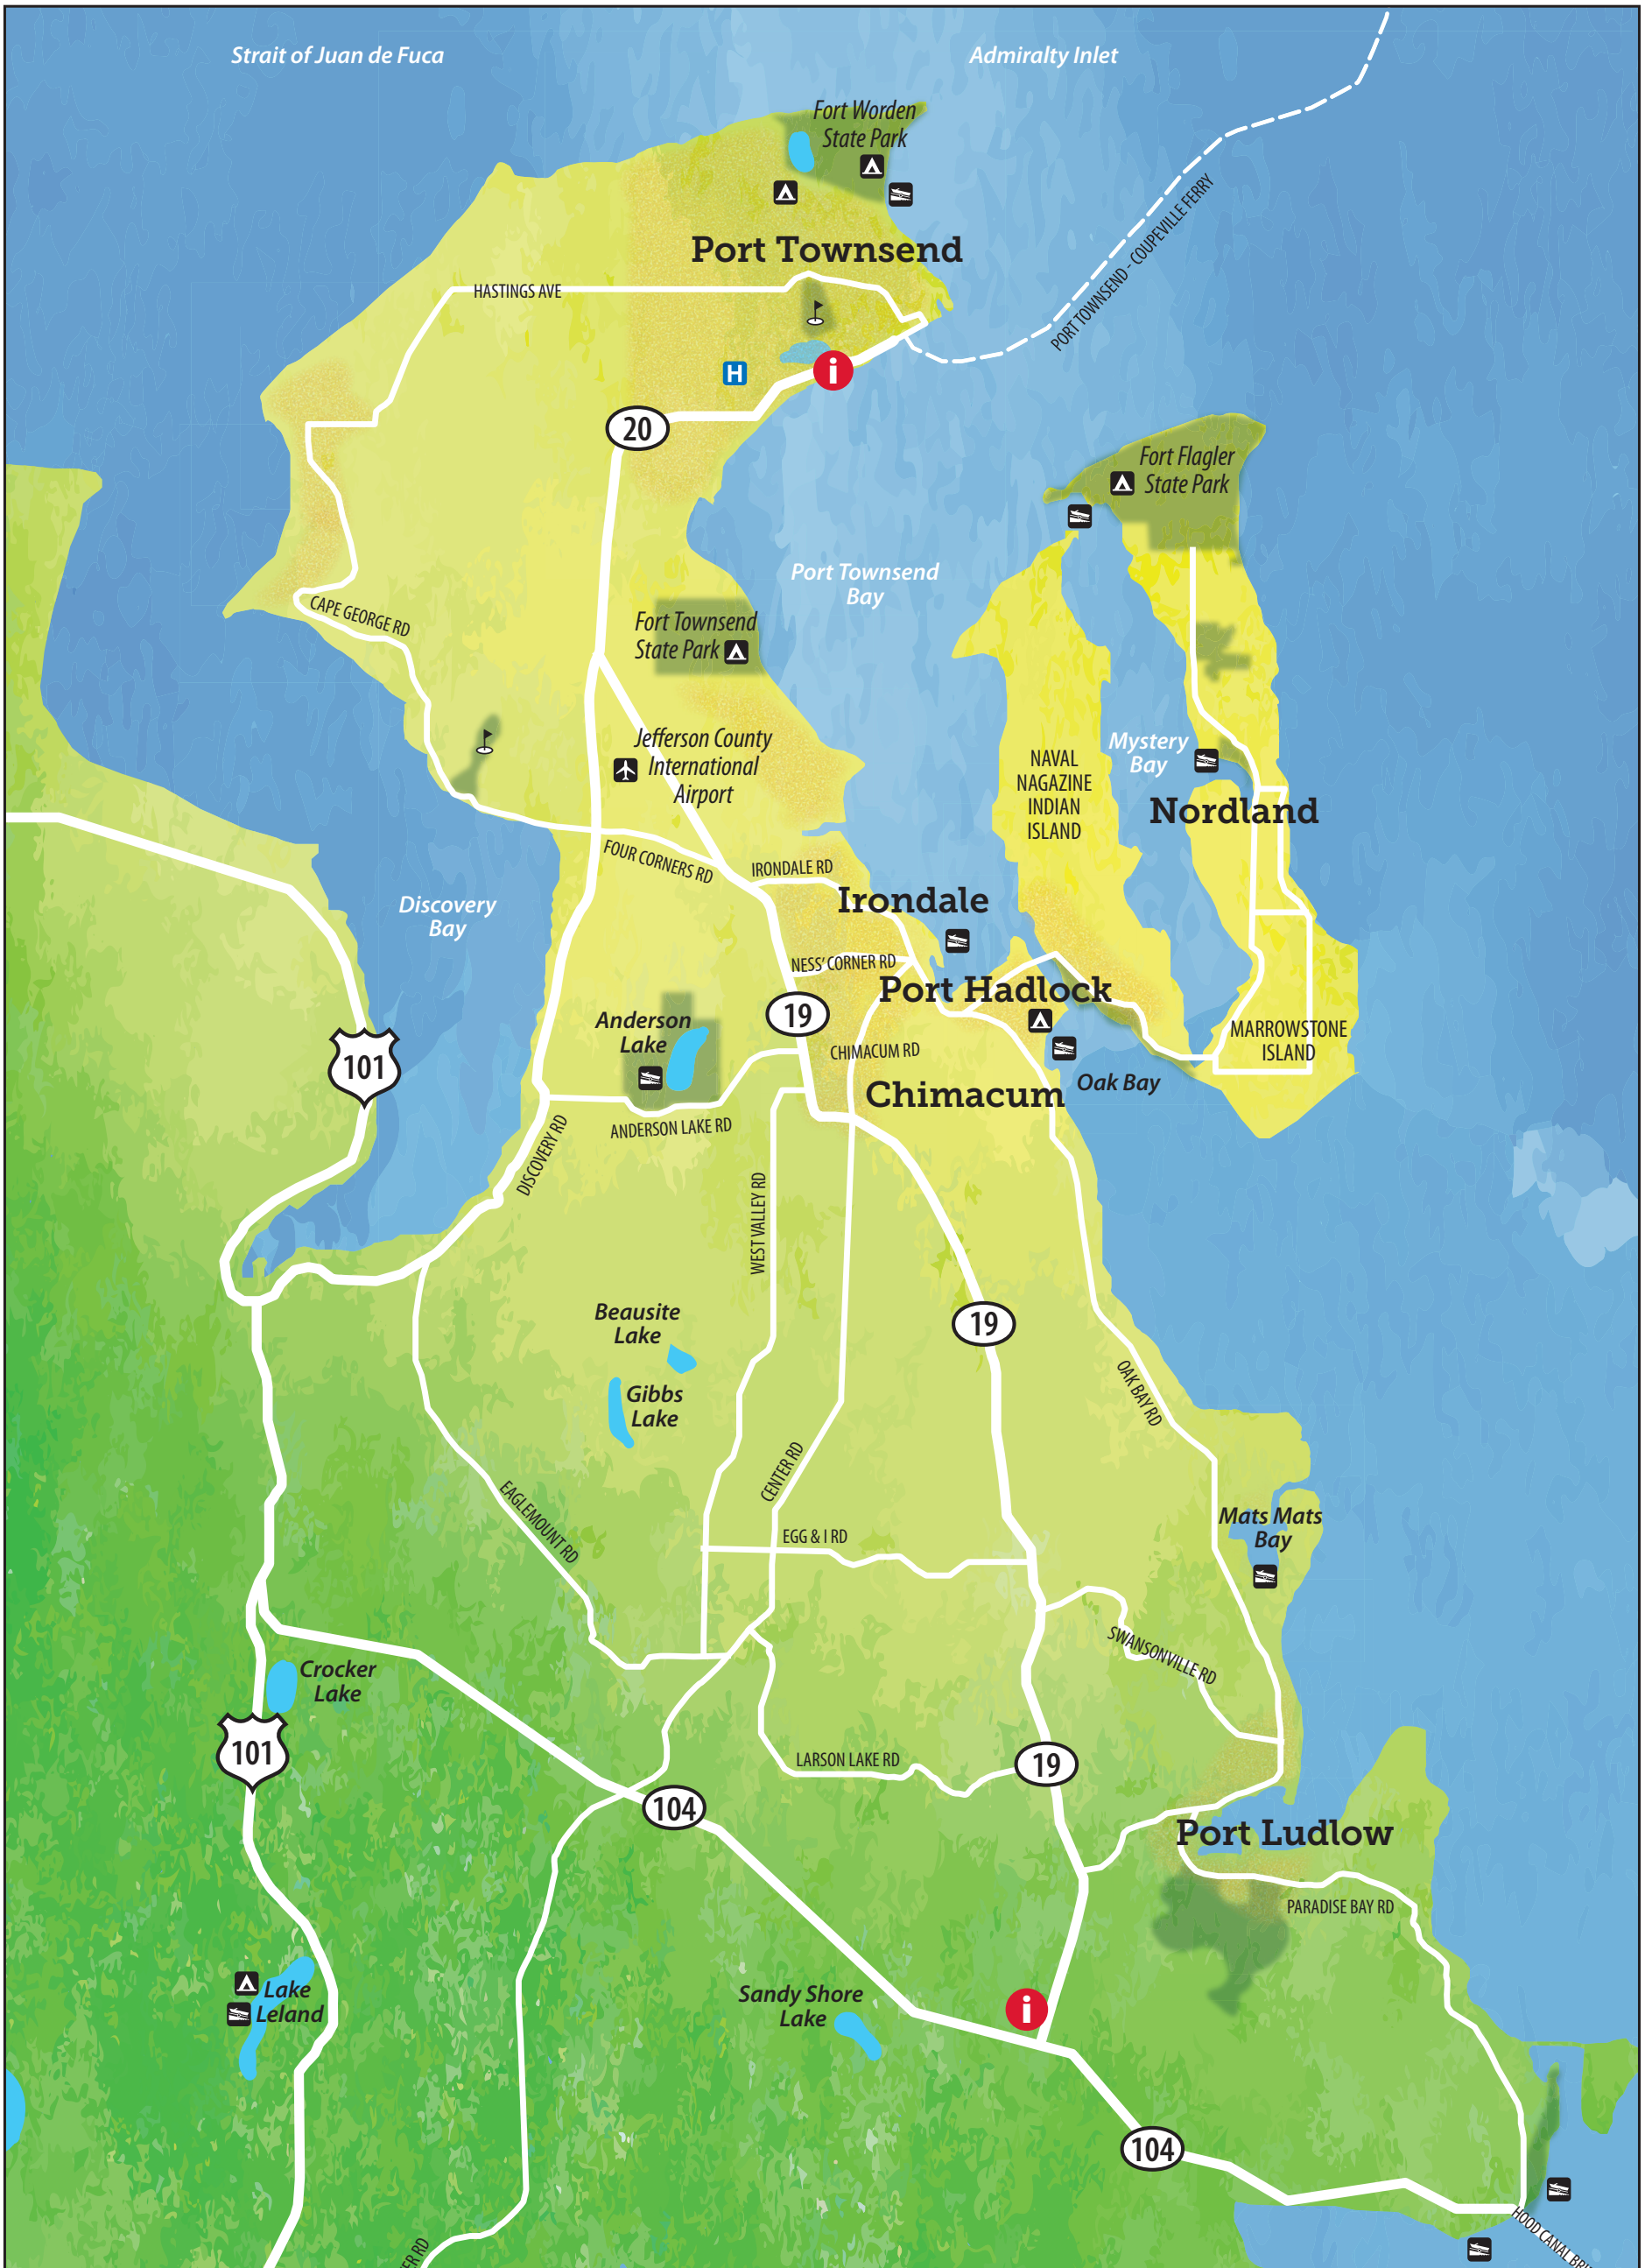 Strait of Juan de Fuca
Admiralty Inlet
Fort Worden
State Park
Port Townsend
PORT TOWNSEND - COUPEVILLE FERRY
HASTINGS AVE
H
i
20
Fort Flagler
State Park
Port Townsend
Bay
CAPE GEORGE RD
Fort Townsend
State Park
Jefferson County
International
Airport
NAVAL
NAGAZINE
INDIAN
ISLAND
Mystery
Bay
Nordland
FOUR CORNERS RD
IRONDALE RD
Irondale
Discovery
Bay
NESS' CORNER RD
Port Hadlock
19
Anderson
Lake
CHIMACUM RD
MARROWSTONE
ISLAND
101
Oak Bay
Chimacum
ANDERSON LAKE RD
DISCOVERY RD
WEST VALLEY RD
Beausite
Lake
19
Gibbs
Lake
OAK BAY RD
CENTER RD
EAGLEMOUNT RD
EGG & I RD
Mats Mats
Bay
SWANSONVILLE RD
Crocker
Lake
101
LARSON LAKE RD
19
104
Port Ludlow
PARADISE BAY RD
Lake
Leland
Sandy Shore
Lake
i
104
HOOD CANAL BRI
ER RD